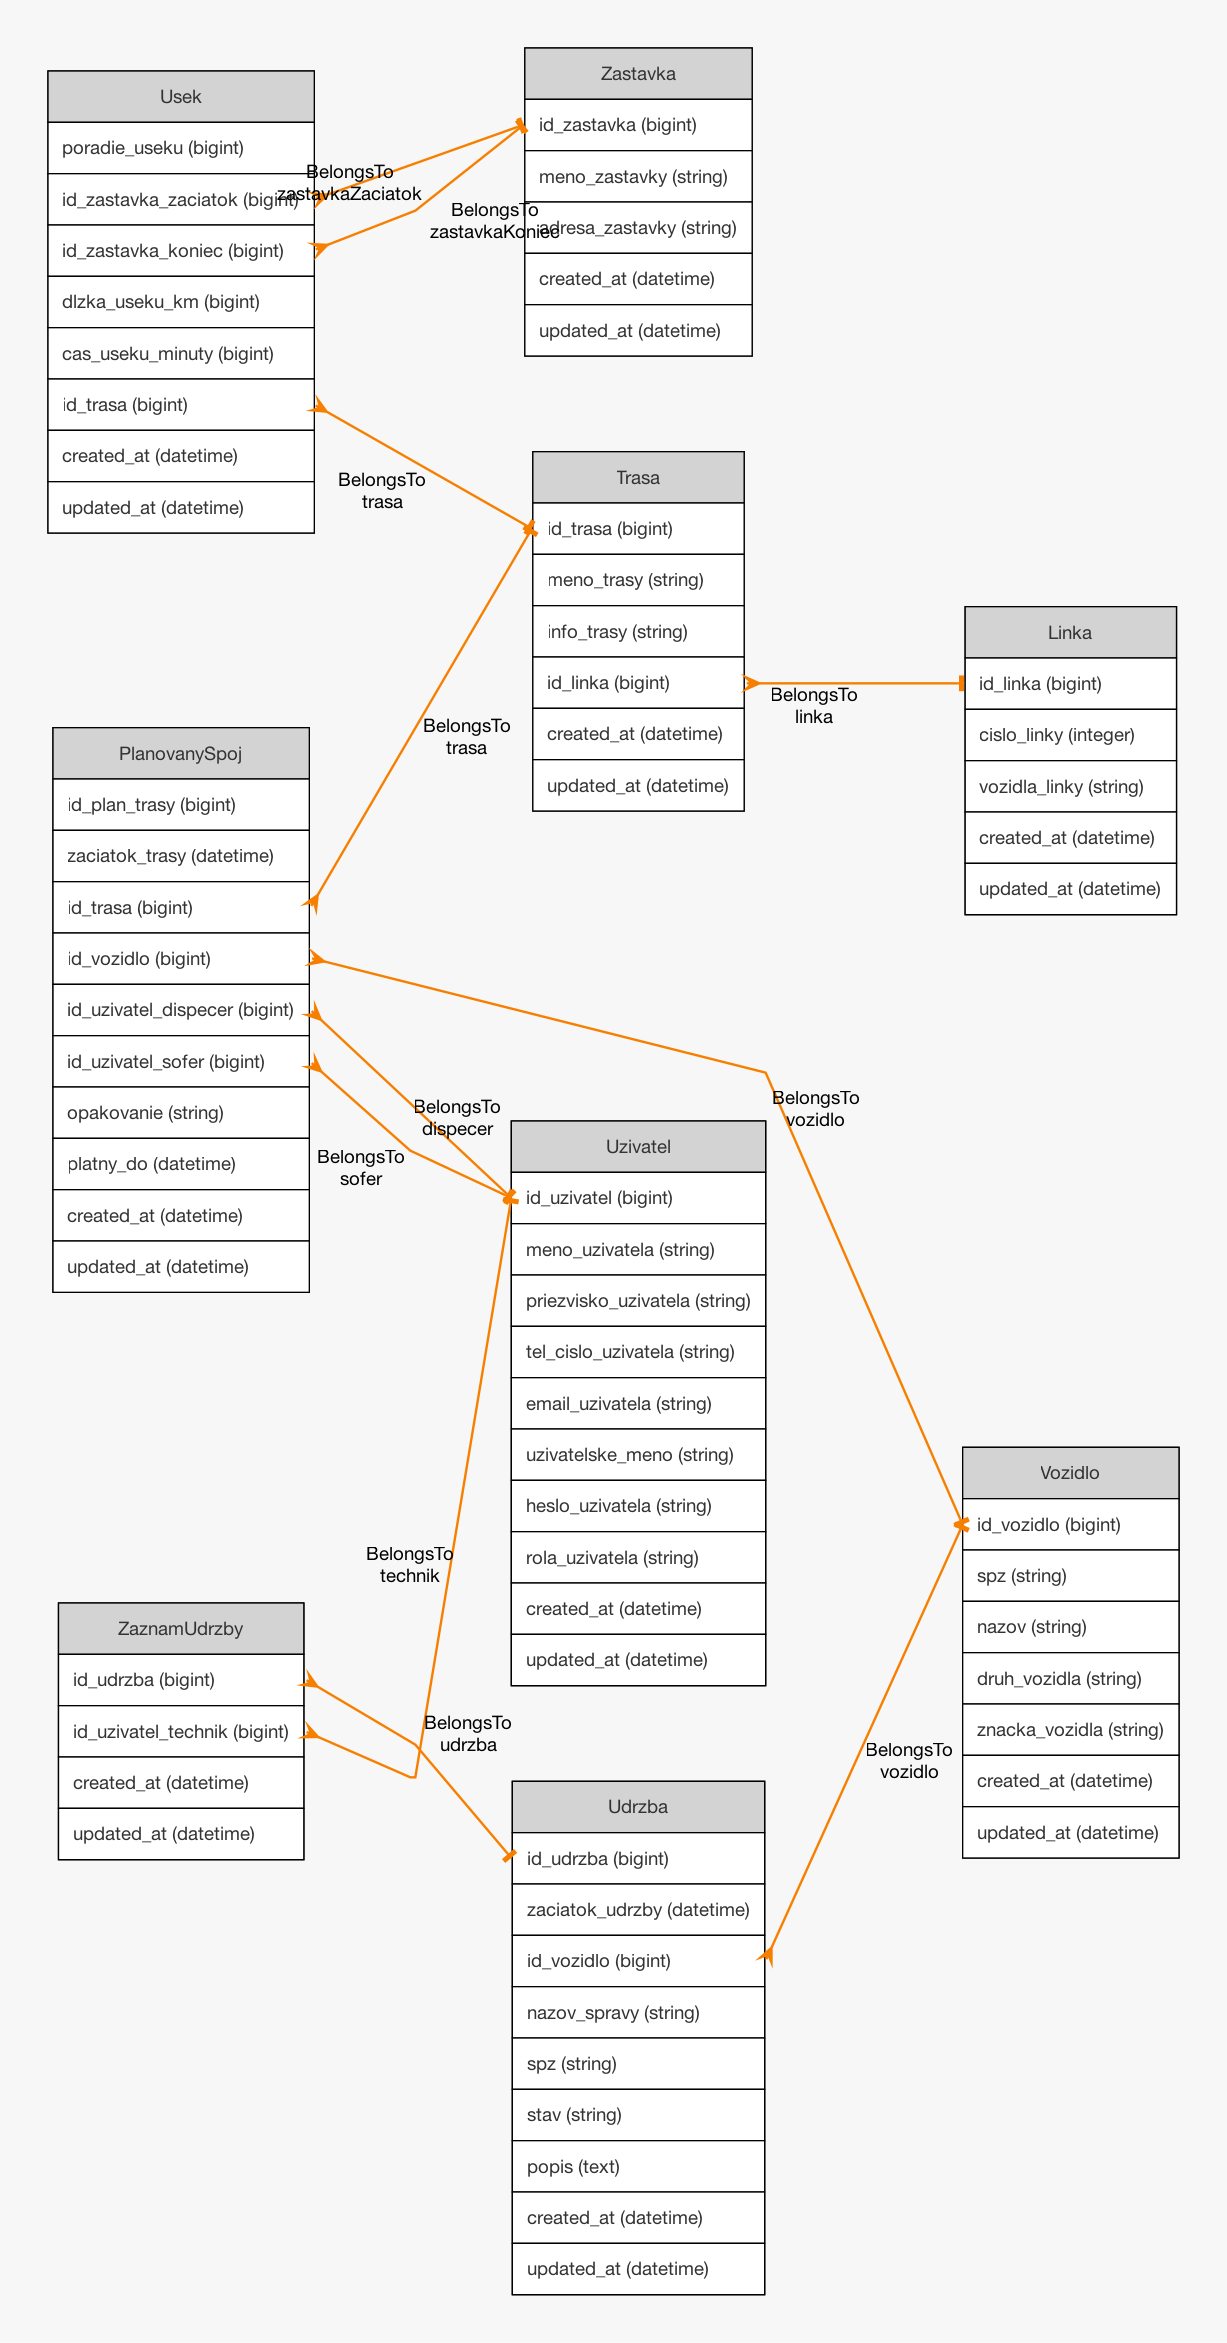 Usek
poradie_useku (bigint)
id_zastavka_zaciatok (bigint)
id_zastavka_koniec (bigint)
dlzka_useku_km (bigint)
cas_useku_minuty (bigint)
id_trasa (bigint)
created_at (datetime)
updated_at (datetime)
BelongsTo
zastavkaZaciatok
BelongsTo
zastavkaKoniec
Zastavka
id_zastavka (bigint)
meno_zastavky (string)
adresa_zastavky (string)
created_at (datetime)
updated_at (datetime)
BelongsTo
trasa
Trasa
id_trasa (bigint)
meno_trasy (string)
info_trasy (string)
id_linka (bigint)
created_at (datetime)
updated_at (datetime)
BelongsTo
linka
Linka
id_linka (bigint)
cislo_linky (integer)
vozidla_linky (string)
created_at (datetime)
updated_at (datetime)
BelongsTo
trasa
PlanovanySpoj
id_plan_trasy (bigint)
zaciatok_trasy (datetime)
id_trasa (bigint)
id_vozidlo (bigint)
id_uzivatel_dispecer (bigint)
id_uzivatel_sofer (bigint)
opakovanie (string)
platny_do (datetime)
created_at (datetime)
updated_at (datetime)
BelongsTo
dispecer
BelongsTo
sofer
BelongsTo
vozidlo
Uzivatel
id_uzivatel (bigint)
meno_uzivatela (string)
priezvisko_uzivatela (string)
tel_cislo_uzivatela (string)
email_uzivatela (string)
uzivatelske_meno (string)
heslo_uzivatela (string)
rola_uzivatela (string)
created_at (datetime)
updated_at (datetime)
Vozidlo
id_vozidlo (bigint)
spz (string)
nazov (string)
druh_vozidla (string)
znacka_vozidla (string)
created_at (datetime)
updated_at (datetime)
BelongsTo
technik
ZaznamUdrzby
id_udrzba (bigint)
id_uzivatel_technik (bigint)
created_at (datetime)
updated_at (datetime)
BelongsTo
udrzba
BelongsTo
vozidlo
Udrzba
id_udrzba (bigint)
zaciatok_udrzby (datetime)
id_vozidlo (bigint)
nazov_spravy (string)
spz (string)
stav (string)
popis (text)
created_at (datetime)
updated_at (datetime)